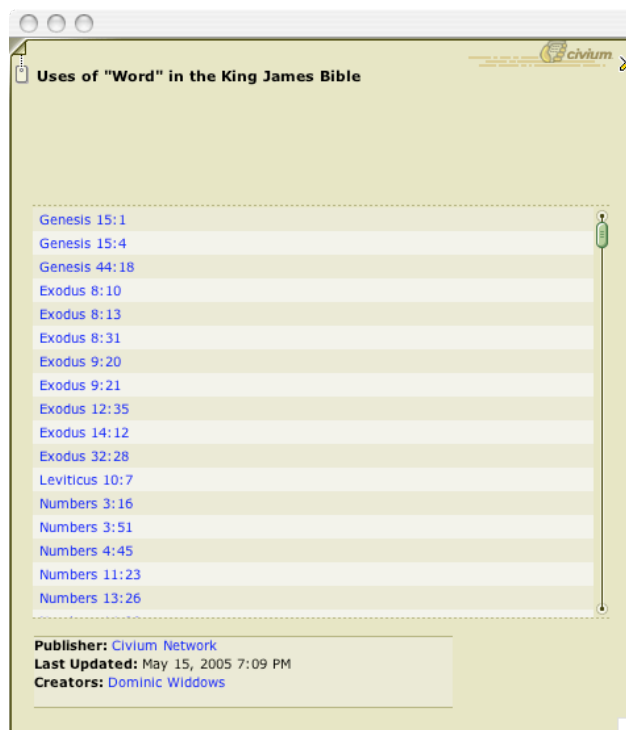 civium
Uses of "Word" in the King James Bible
Genesis 15:1
Genesis 15:4
Genesis 44:18
Exodus 8:10
Exodus 8:13
Exodus 8:31
Exodus 9:20
Exodus 9:21
Exodus 12:35
Exodus 14:12
Exodus 32:28
Leviticus 10:7
Numbers 3:16
Numbers 3:51
Numbers 4:45
Numbers 11:23
Numbers 13:26
Publisher: Civium Network
Last Updated: May 15, 2005 7:09 PM
Creators: Dominic Widdows